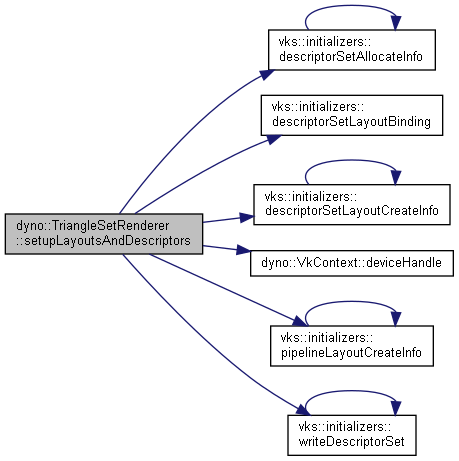 vks::initializers::
descriptorSetAllocateInfo
vks::initializers::
descriptorSetLayoutBinding
vks::initializers::
descriptorSetLayoutCreateInfo
dyno::TriangleSetRenderer
::setupLayoutsAndDescriptors
dyno::VkContext::deviceHandle
vks::initializers::
pipelineLayoutCreateInfo
vks::initializers::
writeDescriptorSet